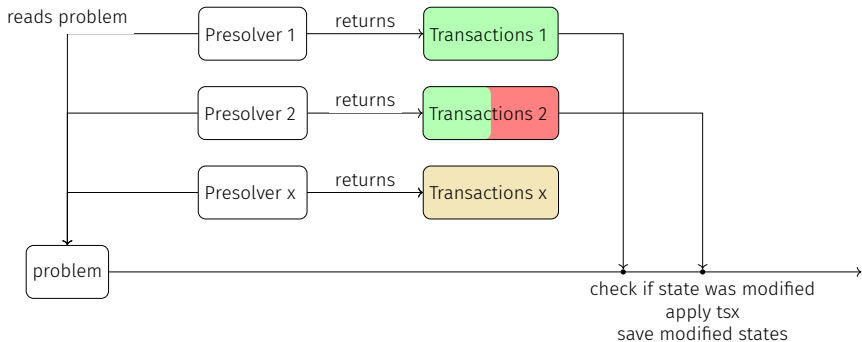 reads problem
Presolver 1
returns
Transactions 1
Presolver 2
returns
Transactions 2
Presolver x
returns
Transactions x
problem
check if state was modified
apply tsx
save modified states